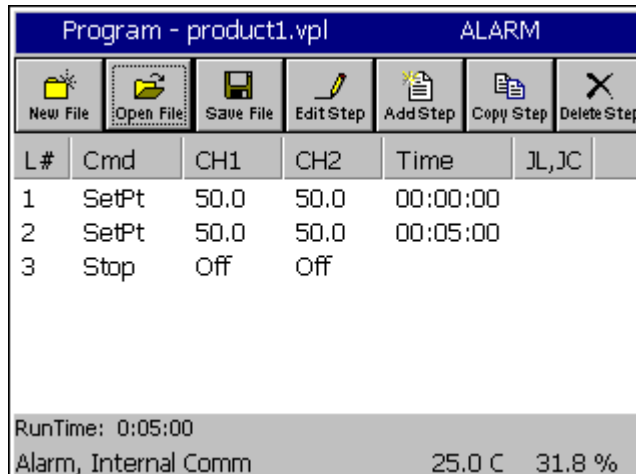 Program - product1.vpl ALARM
New File Open File Save File Edit Step Add Step Copy Step Delete Step
L# Cmd CH1 CH2 Time JL,JC
1 SetPt 50.0 50.0 00:00:00
2 SetPt 50.0 50.0 00:05:00
3 Stop Off Off
RunTime: 0:05:00
Alarm, Internal Comm 25.0 C 31.8 %